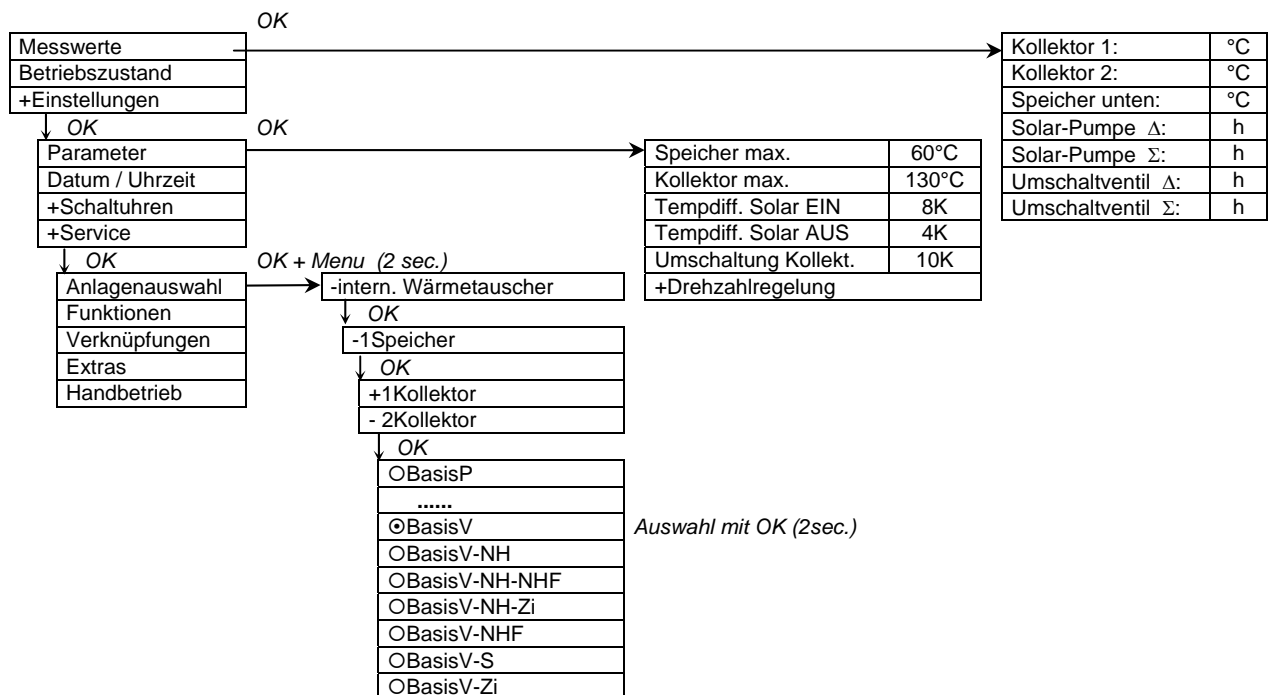 OK
Messwerte
Kollektor 1: °C
Betriebszustand
Kollektor 2: °C
+Einstellungen
Speicher unten: °C
OK OK
Solar-Pumpe Δ: h
Parameter
Speicher max. 60°C
Solar-Pumpe Σ: h
Datum / Uhrzeit
Kollektor max. 130°C
Umschaltventil Δ: h
+Schaltuhren
Tempdiff. Solar EIN 8K
Umschaltventil Σ: h
+Service
Tempdiff. Solar AUS 4K
OK OK + Menu (2 sec.)
Umschaltung Kollekt. 10K
Anlagenauswahl
-intern. Wärmetauscher
+Drehzahlregelung
Funktionen
OK
Verknüpfungen
-1Speicher
Extras
OK
Handbetrieb
+1Kollektor
- 2Kollektor
OK
○BasisP
......
⊙BasisV
Auswahl mit OK (2sec.)
○BasisV-NH
○BasisV-NH-NHF
○BasisV-NH-Zi
○BasisV-NHF
○BasisV-S
○BasisV-Zi